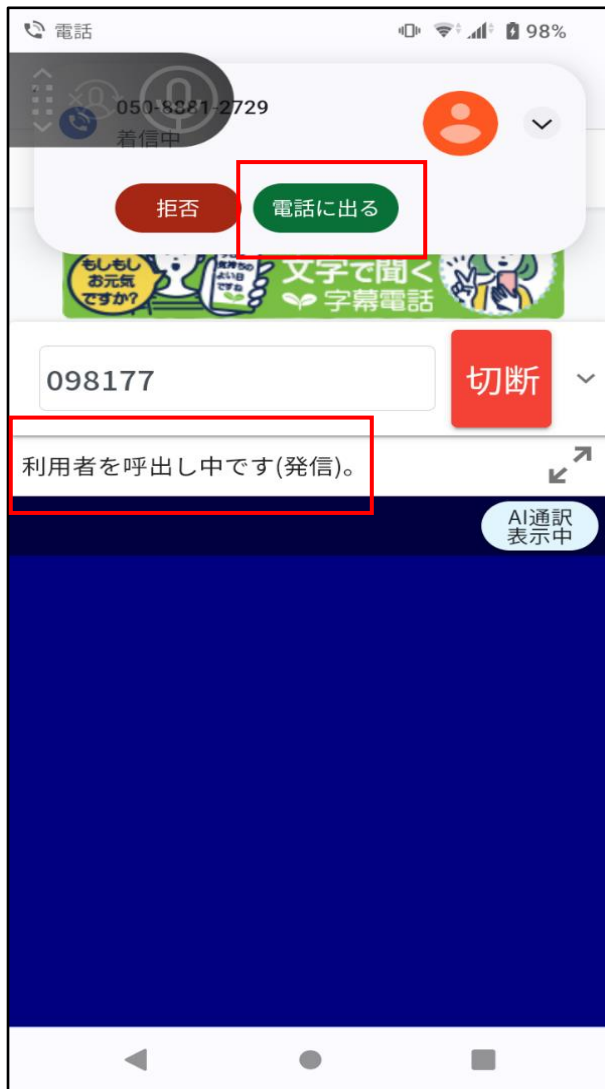 電話
98%
050-8881-2729
着信中
拒否
電話に出る
もしもし
お元気
ですか?
文字で聞く
字幕電話
098177
切断
利用者を呼出し中です(発信)。
AI通訳
表示中